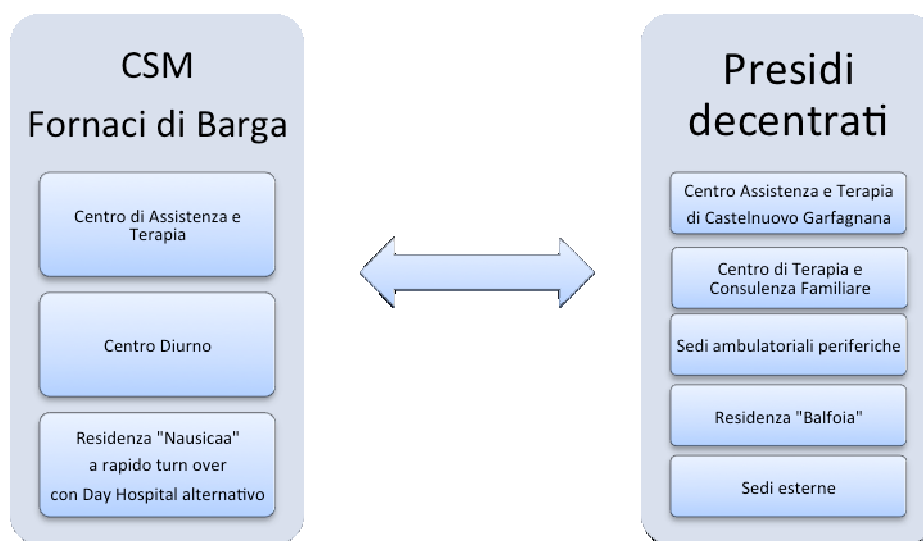 CSM
Fornaci di Barga
Centro di Assistenza e
Terapia
Centro Diurno
Residenza "Nausicaa"
a rapido turn over
con Day Hospital alternativo
Presidi
decentrati
Centro Assistenza e Terapia
di Castelnuovo Garfagnana
Centro di Terapia e
Consulenza Familiare
Sedi ambulatoriali periferiche
Residenza "Balfoia"
Sedi esterne